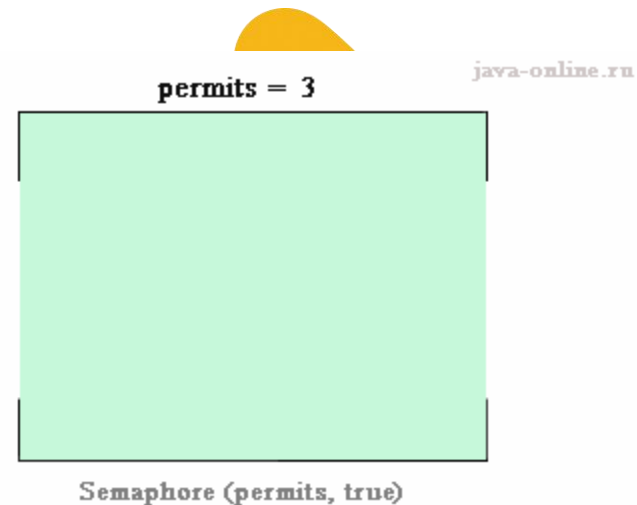 java-online.ru
permits = 3
Semaphore (permits, true)